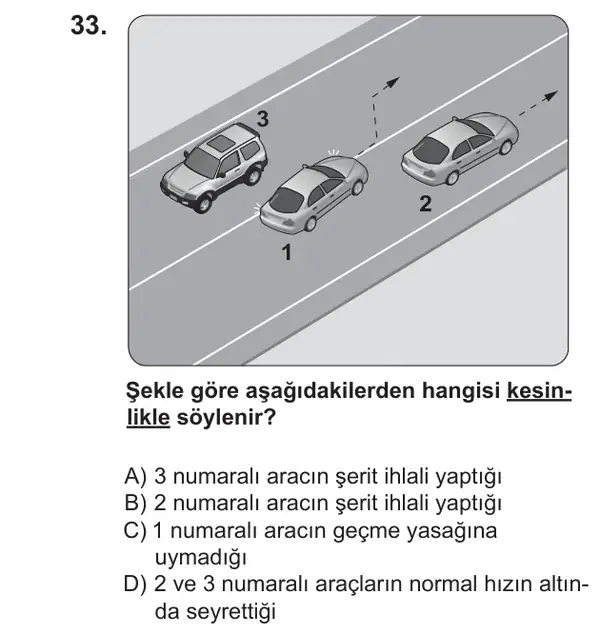 33.
3
2
1
Şekle göre aşağıdakilerden hangisi kesin-
likle söylenir?
A) 3 numaralı aracın şerit ihlali yaptığı
B) 2 numaralı aracın şerit ihlali yaptığı
C) 1 numaralı aracın geçme yasağına
uymadığı
D) 2 ve 3 numaralı araçların normal hızın altın-
da seyrettiği